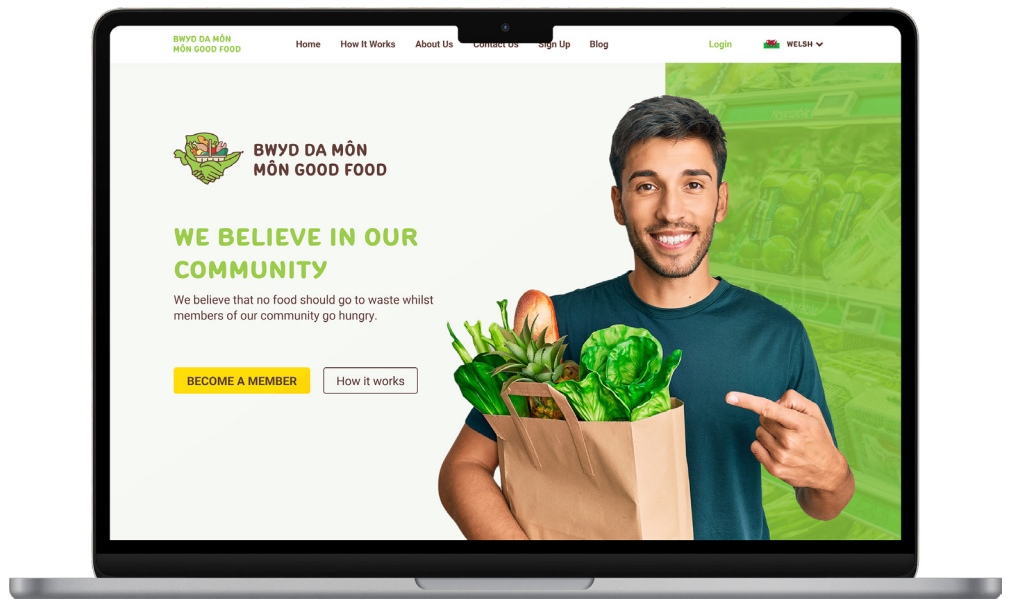 BWYD DA MÔN
MÔN GOOD FOOD
Home How It Works About Us Contact Us Sign Up Blog
Login WELSH
BWYD DA MÔN
MÔN GOOD FOOD
WE BELIEVE IN OUR
COMMUNITY
We believe that no food should go to waste whilst
members of our community go hungry.
BECOME A MEMBER How it works